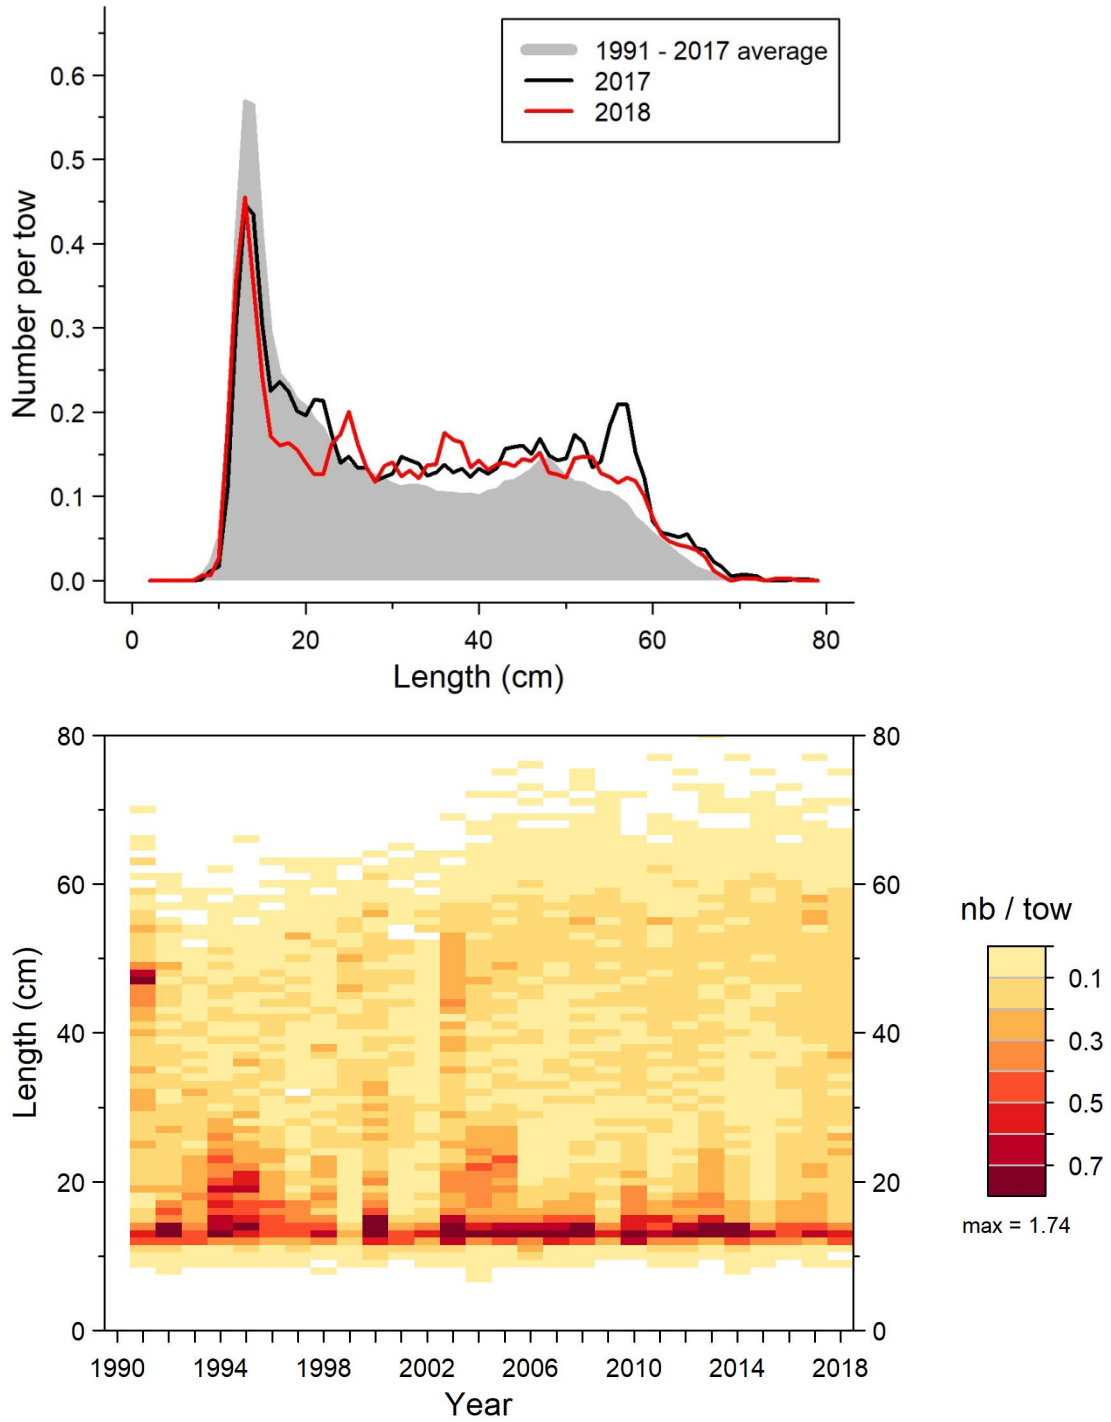 1991 - 2017 average
2017
2018
0.6
0.5
0.4
0.3
0.2
0.1
0.0
Number per tow
0 20 40 60 80
Length (cm)
80 80
60 60
40 40
20 20
0 0
Length (cm)
1990 1994 1998 2002 2006 2010 2014 2018
Year
nb / tow
0.1
0.3
0.5
0.7
max = 1.74